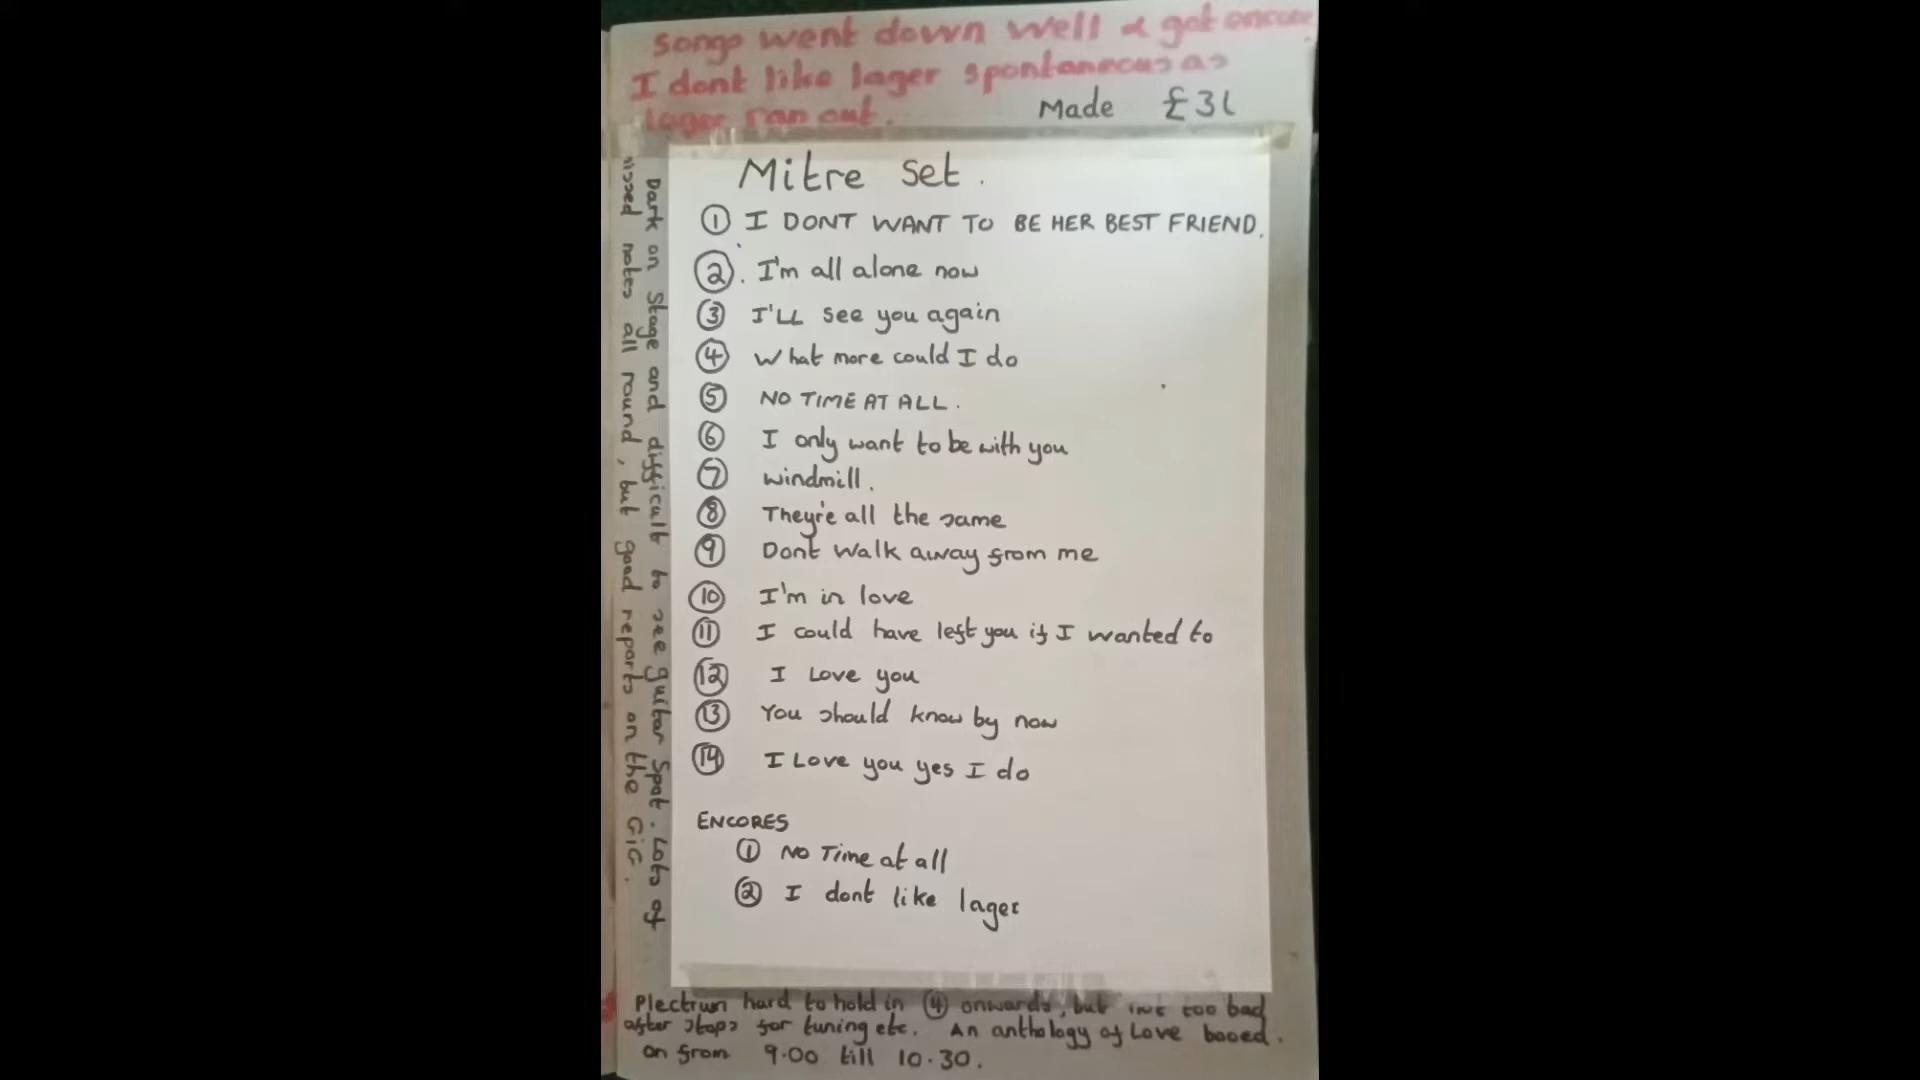 songs went down well & got encore
I dont like lager spontaneous as
lager ran out.
Made £31
Mitre Set.
① I DONT WANT TO BE HER BEST FRIEND.
②. I'm all alone now
③ I'LL see you again
④ What more could I do
⑤ NO TIME AT ALL.
⑥ I only want to be with you
⑦ windmill.
⑧ They're all the same
⑨ Dont walk away from me
⑩ I'm in love
⑪ I could have left you if I wanted to
⑫ I Love you
⑬ You should know by now
⑭ I Love you yes I do
ENCORES
① No Time at all
② I dont like lager
Dark on Stage and difficult to see guitar Spot. Lots of
missed notes all round, but good reports on the GIG.
Plectrum hard to hold in ④ onwards, but too bad
after stops for tuning etc. An anthology of Love booed.
on from 9.00 till 10.30.